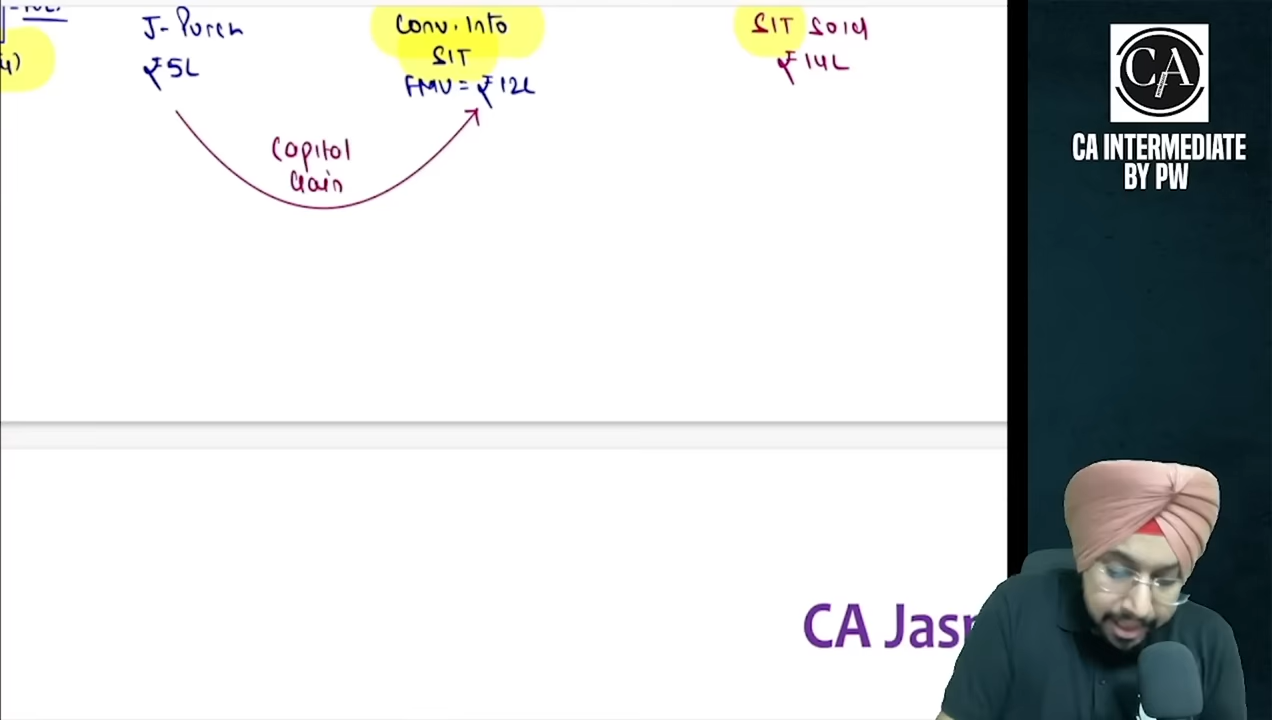 J-Purch
₹5L
Conv. Into
SIT
FMV = ₹12L
SIT Sold
₹14L
Capital
Gain
CA
CA INTERMEDIATE
BY PW
CA Jas